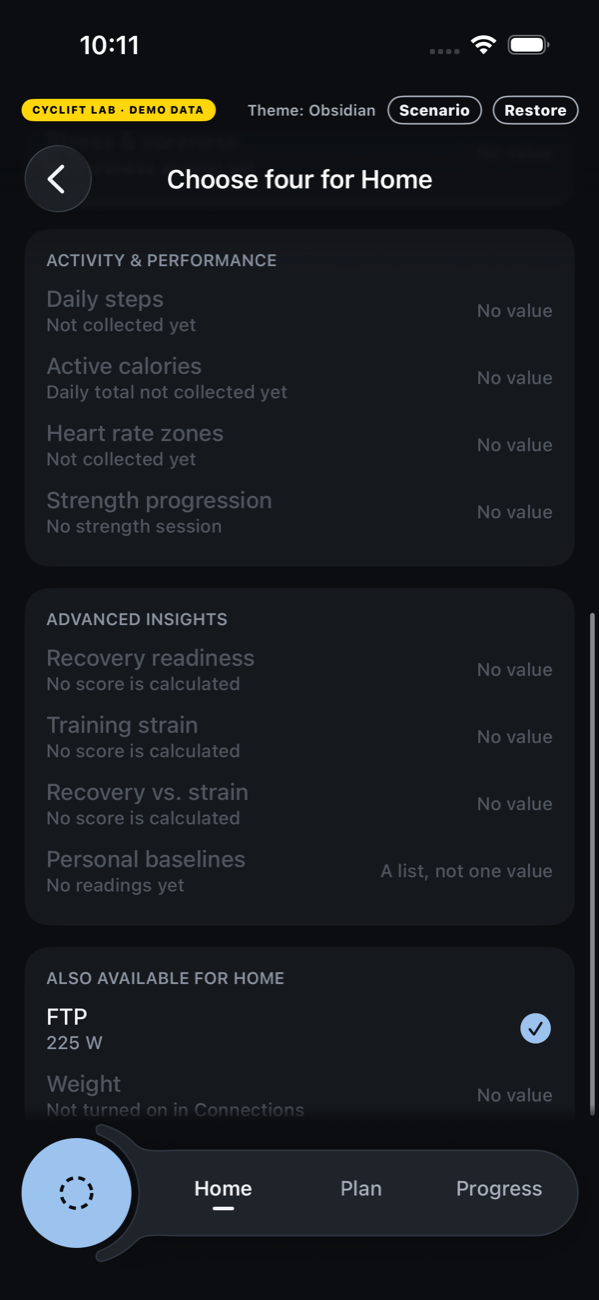 10:11
CYCLIFT LAB · DEMO DATA
Theme: Obsidian
Scenario
Restore
Choose four for Home
ACTIVITY & PERFORMANCE
Daily steps
Not collected yet
No value
Active calories
Daily total not collected yet
No value
Heart rate zones
Not collected yet
No value
Strength progression
No strength session
No value
ADVANCED INSIGHTS
Recovery readiness
No score is calculated
No value
Training strain
No score is calculated
No value
Recovery vs. strain
No score is calculated
No value
Personal baselines
No readings yet
A list, not one value
ALSO AVAILABLE FOR HOME
FTP
225 W
Weight
Not turned on in Connections
No value
Home
Plan
Progress